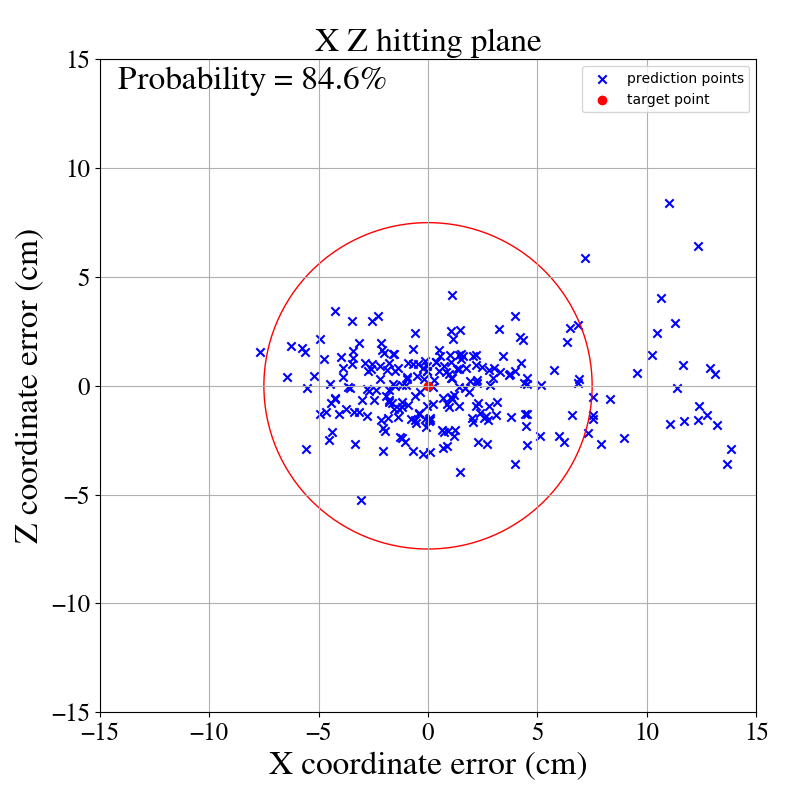 X Z hitting plane
Probability = 84.6%
prediction points
target point
15
10
5
0
−5
−10
−15
−15
−10
−5
0
5
10
15
Z coordinate error (cm)
X coordinate error (cm)